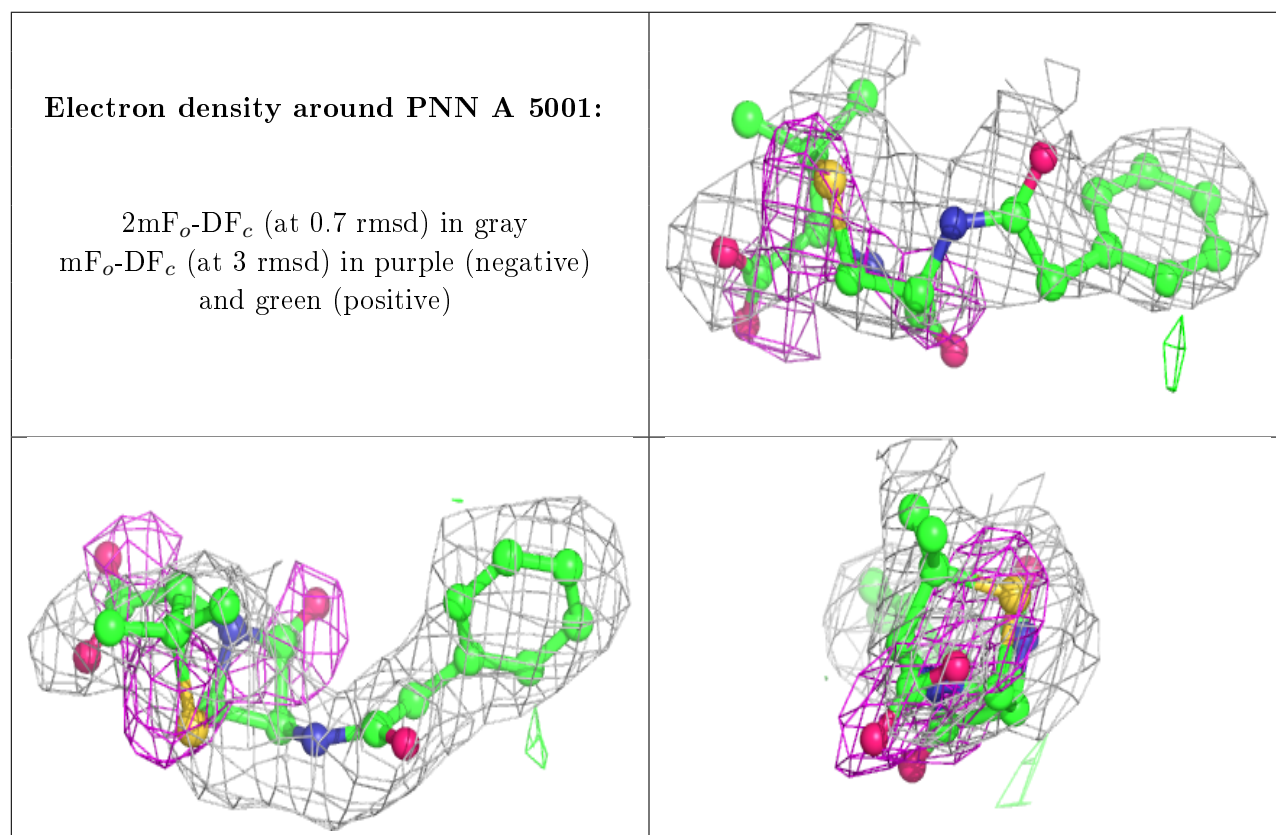 Electron density around PNN A 5001:
2mFₒ-DF𝒸 (at 0.7 rmsd) in gray
mFₒ-DF𝒸 (at 3 rmsd) in purple (negative)
and green (positive)